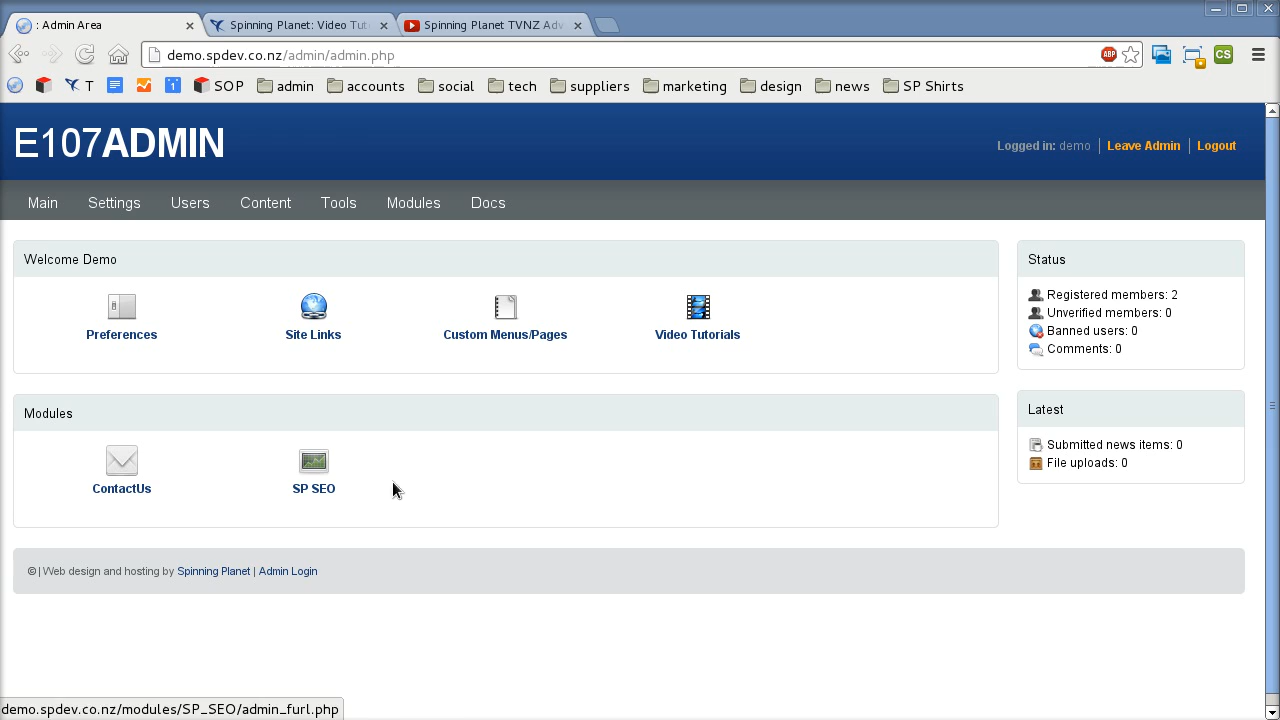 : Admin Area
Spinning Planet: Video Tut
Spinning Planet TVNZ Adv
demo.spdev.co.nz/admin/admin.php
ABP
CS
T
1
SOP
admin
accounts
social
tech
suppliers
marketing
design
news
SP Shirts
E107ADMIN
Logged in: demo
Leave Admin
Logout
Main
Settings
Users
Content
Tools
Modules
Docs
Welcome Demo
Preferences
Site Links
Custom Menus/Pages
Video Tutorials
Status
Registered members: 2
Unverified members: 0
Banned users: 0
Comments: 0
Modules
ContactUs
SP SEO
Latest
Submitted news items: 0
File uploads: 0
© | Web design and hosting by Spinning Planet | Admin Login
demo.spdev.co.nz/modules/SP_SEO/admin_furl.php